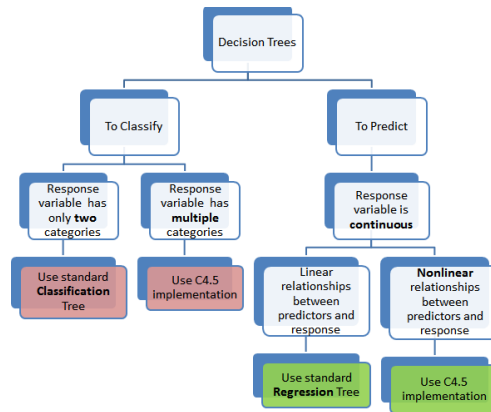 Decision Trees
To Classify
To Predict
Response
variable has
only two
categories
Response
variable has
multiple
categories
Response
variable is
continuous
Use standard
Classification
Tree
Use C4.5
implementation
Linear
relationships
between
predictors and
response
Nonlinear
relationships
between
predictors and
response
Use standard
Regression Tree
Use C4.5
implementation